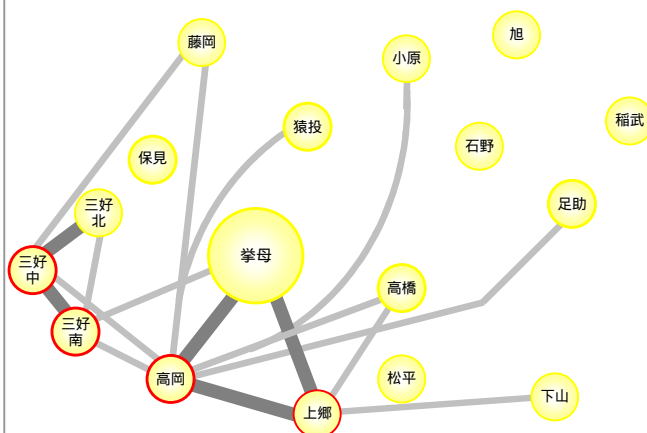 旭
藤岡
小原
稲武
猿投
石野
保見
足助
三好
北
挙母
三好
中
高橋
三好
南
高岡
松平
下山
上郷